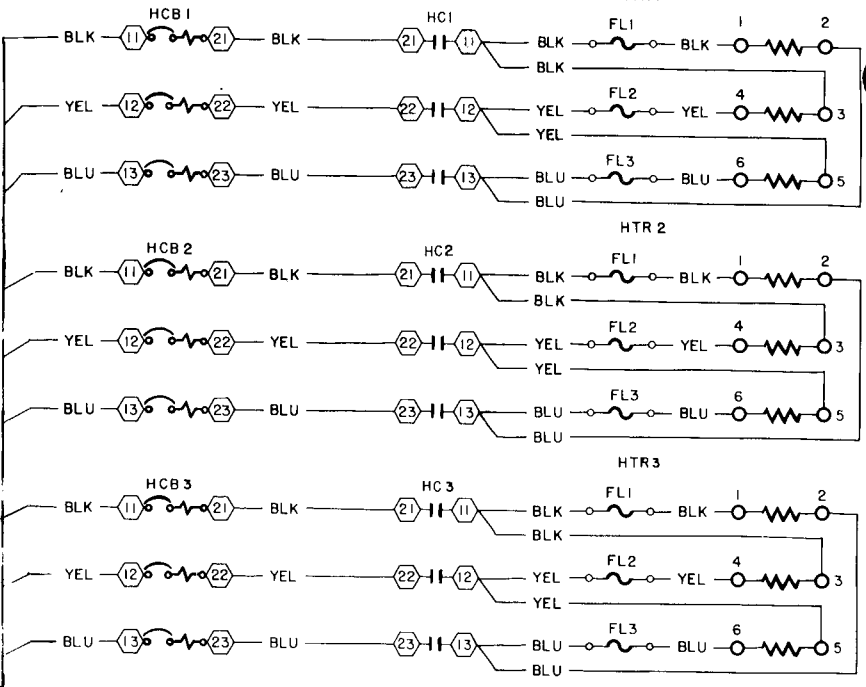 HCB1 HC1 FL1 1 2
BLK 11 21 BLK 21 11 BLK BLK
BLK
YEL 12 22 YEL 22 12 YEL FL2 YEL 4 3
YEL
BLU 13 23 BLU 23 13 BLU FL3 BLU 6 5
BLU
HTR 2
HCB2 HC2 FL1 1 2
BLK 11 21 BLK 21 11 BLK BLK
BLK
YEL 12 22 YEL 22 12 YEL FL2 YEL 4 3
YEL
BLU 13 23 BLU 23 13 BLU FL3 BLU 6 5
BLU
HTR3
HCB3 HC3 FL1 1 2
BLK 11 21 BLK 21 11 BLK BLK
BLK
YEL 12 22 YEL 22 12 YEL FL2 YEL 4 3
YEL
BLU 13 23 BLU 23 13 BLU FL3 BLU 6 5
BLU